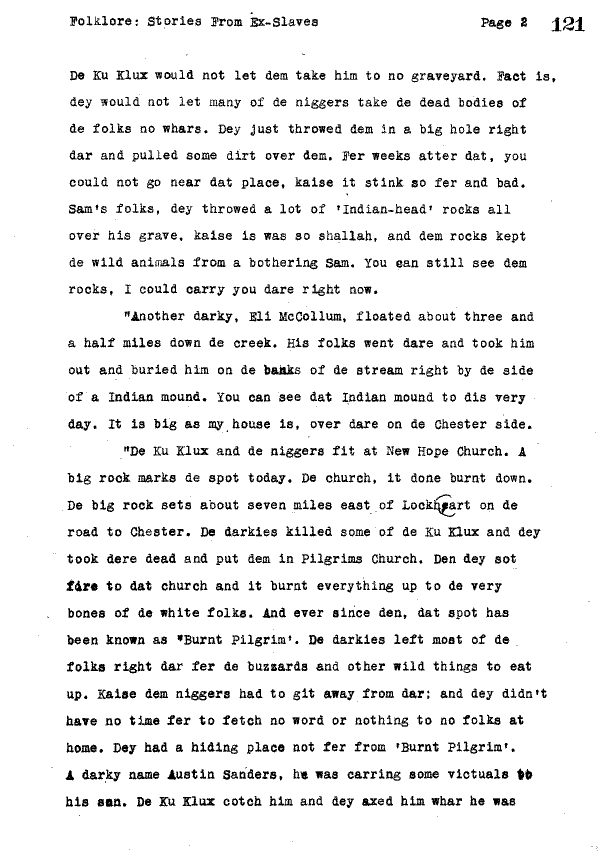 Folklore: Stories From Ex-Slaves Page 2 121
De Ku Klux would not let dem take him to no graveyard. Fact is,
dey would not let many of de niggers take de dead bodies of
de folks no whars. Dey just throwed dem in a big hole right
dar and pulled some dirt over dem. Fer weeks atter dat, you
could not go near dat place, kaise it stink so fer and bad.
Sam's folks, dey throwed a lot of 'Indian-head' rocks all
over his grave, kaise is was so shallah, and dem rocks kept
de wild animals from a bothering Sam. You can still see dem
rocks, I could carry you dare right now.
"Another darky, Eli McCollum, floated about three and
a half miles down de creek. His folks went dare and took him
out and buried him on de banks of de stream right by de side
of a Indian mound. You can see dat Indian mound to dis very
day. It is big as my house is, over dare on de Chester side.
"De Ku Klux and de niggers fit at New Hope Church. A
big rock marks de spot today. De church, it done burnt down.
De big rock sets about seven miles east of Lockheart on de
road to Chester. De darkies killed some of de Ku Klux and dey
took dere dead and put dem in Pilgrims Church. Den dey sot
fire to dat church and it burnt everything up to de very
bones of de white folks. And ever since den, dat spot has
been known as "Burnt Pilgrim'. De darkies left most of de
folks right dar fer de buzzards and other wild things to eat
up. Kaise dem niggers had to git away from dar; and dey didn't
have no time fer to fetch no word or nothing to no folks at
home. Dey had a hiding place not fer from 'Burnt Pilgrim'.
A darky name Austin Sanders, he was carring some victuals to
his son. De Ku Klux cotch him and dey axed him whar he was